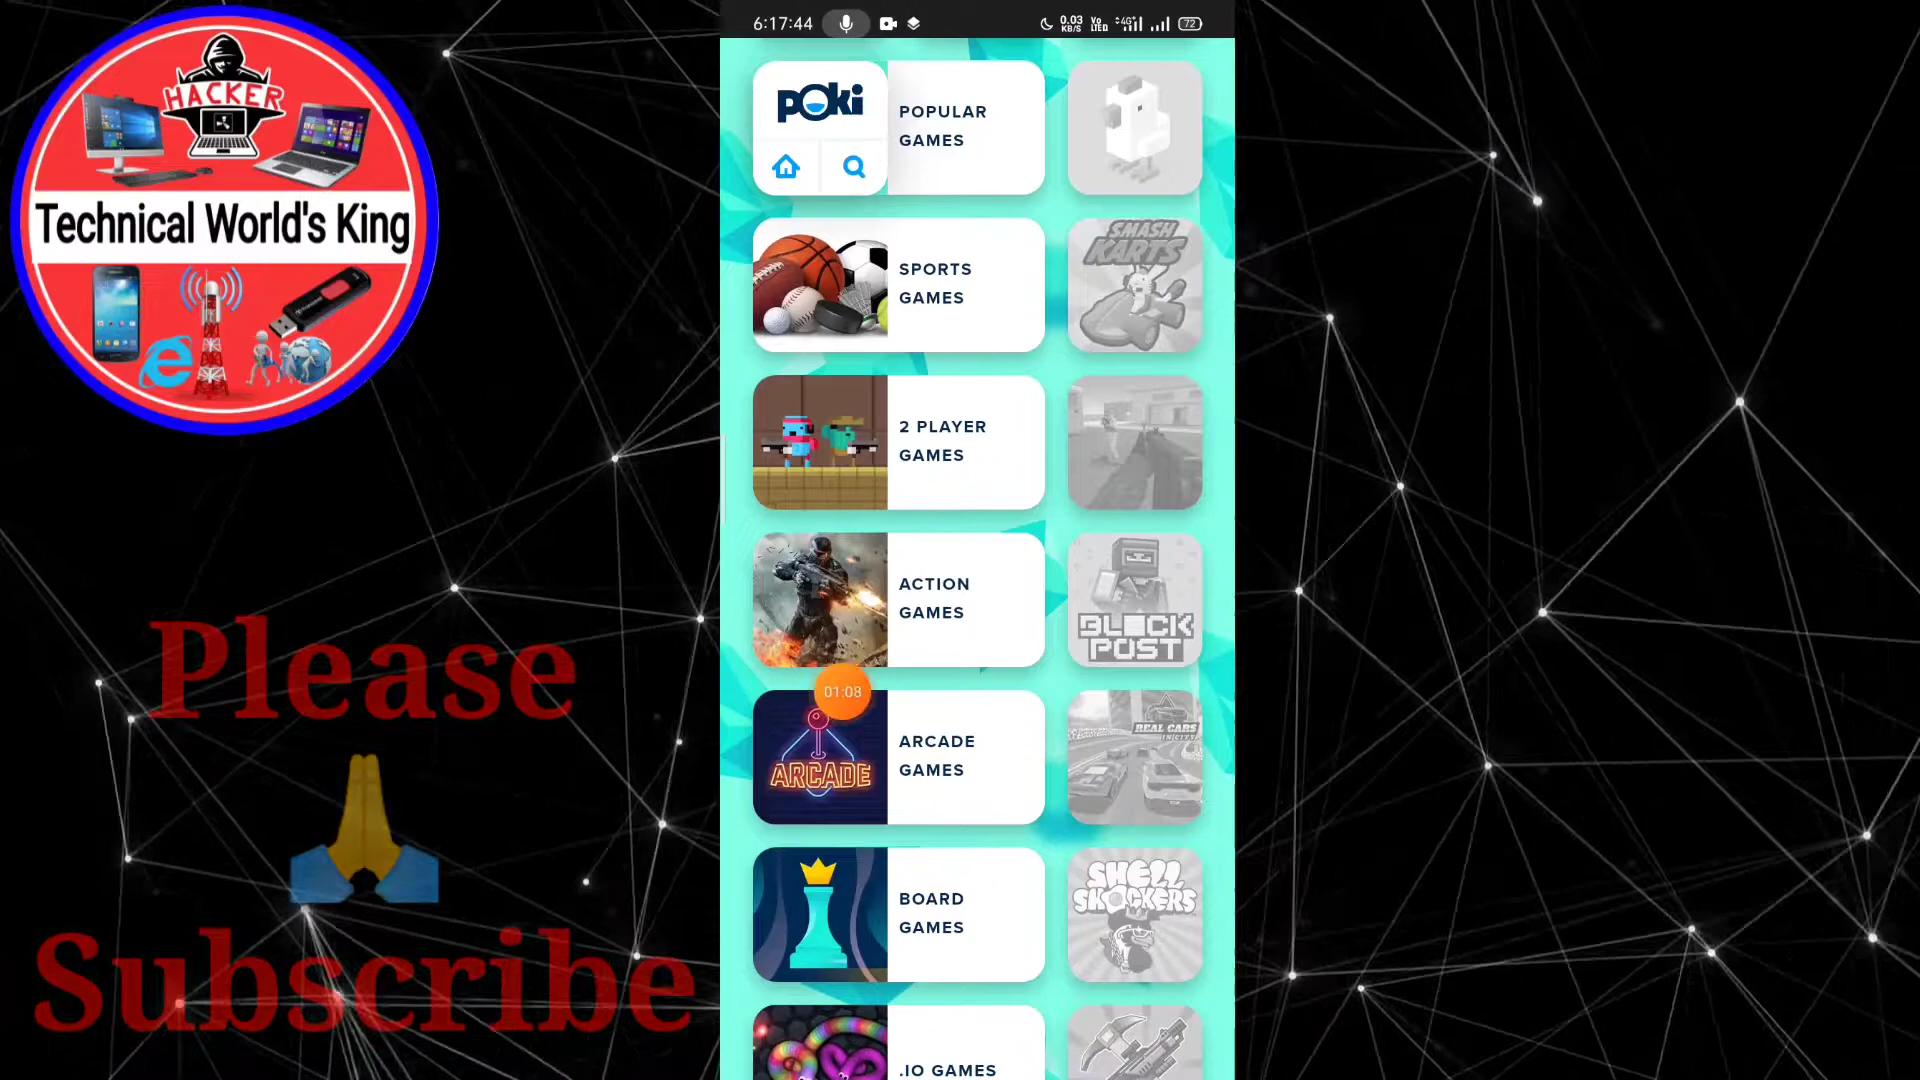 HACKER
Technical World's King
Please
Subscribe
6:17:44
0.03
KB/S
Vo
LTE
4G+
72
poki
POPULAR
GAMES
SPORTS
GAMES
SMASH
KARTS
2 PLAYER
GAMES
ACTION
GAMES
BLOCK
POST
01:08
ARCADE
ARCADE
GAMES
REAL CARS
IN CITY
BOARD
GAMES
SHELL
SHOCKERS
.IO GAMES